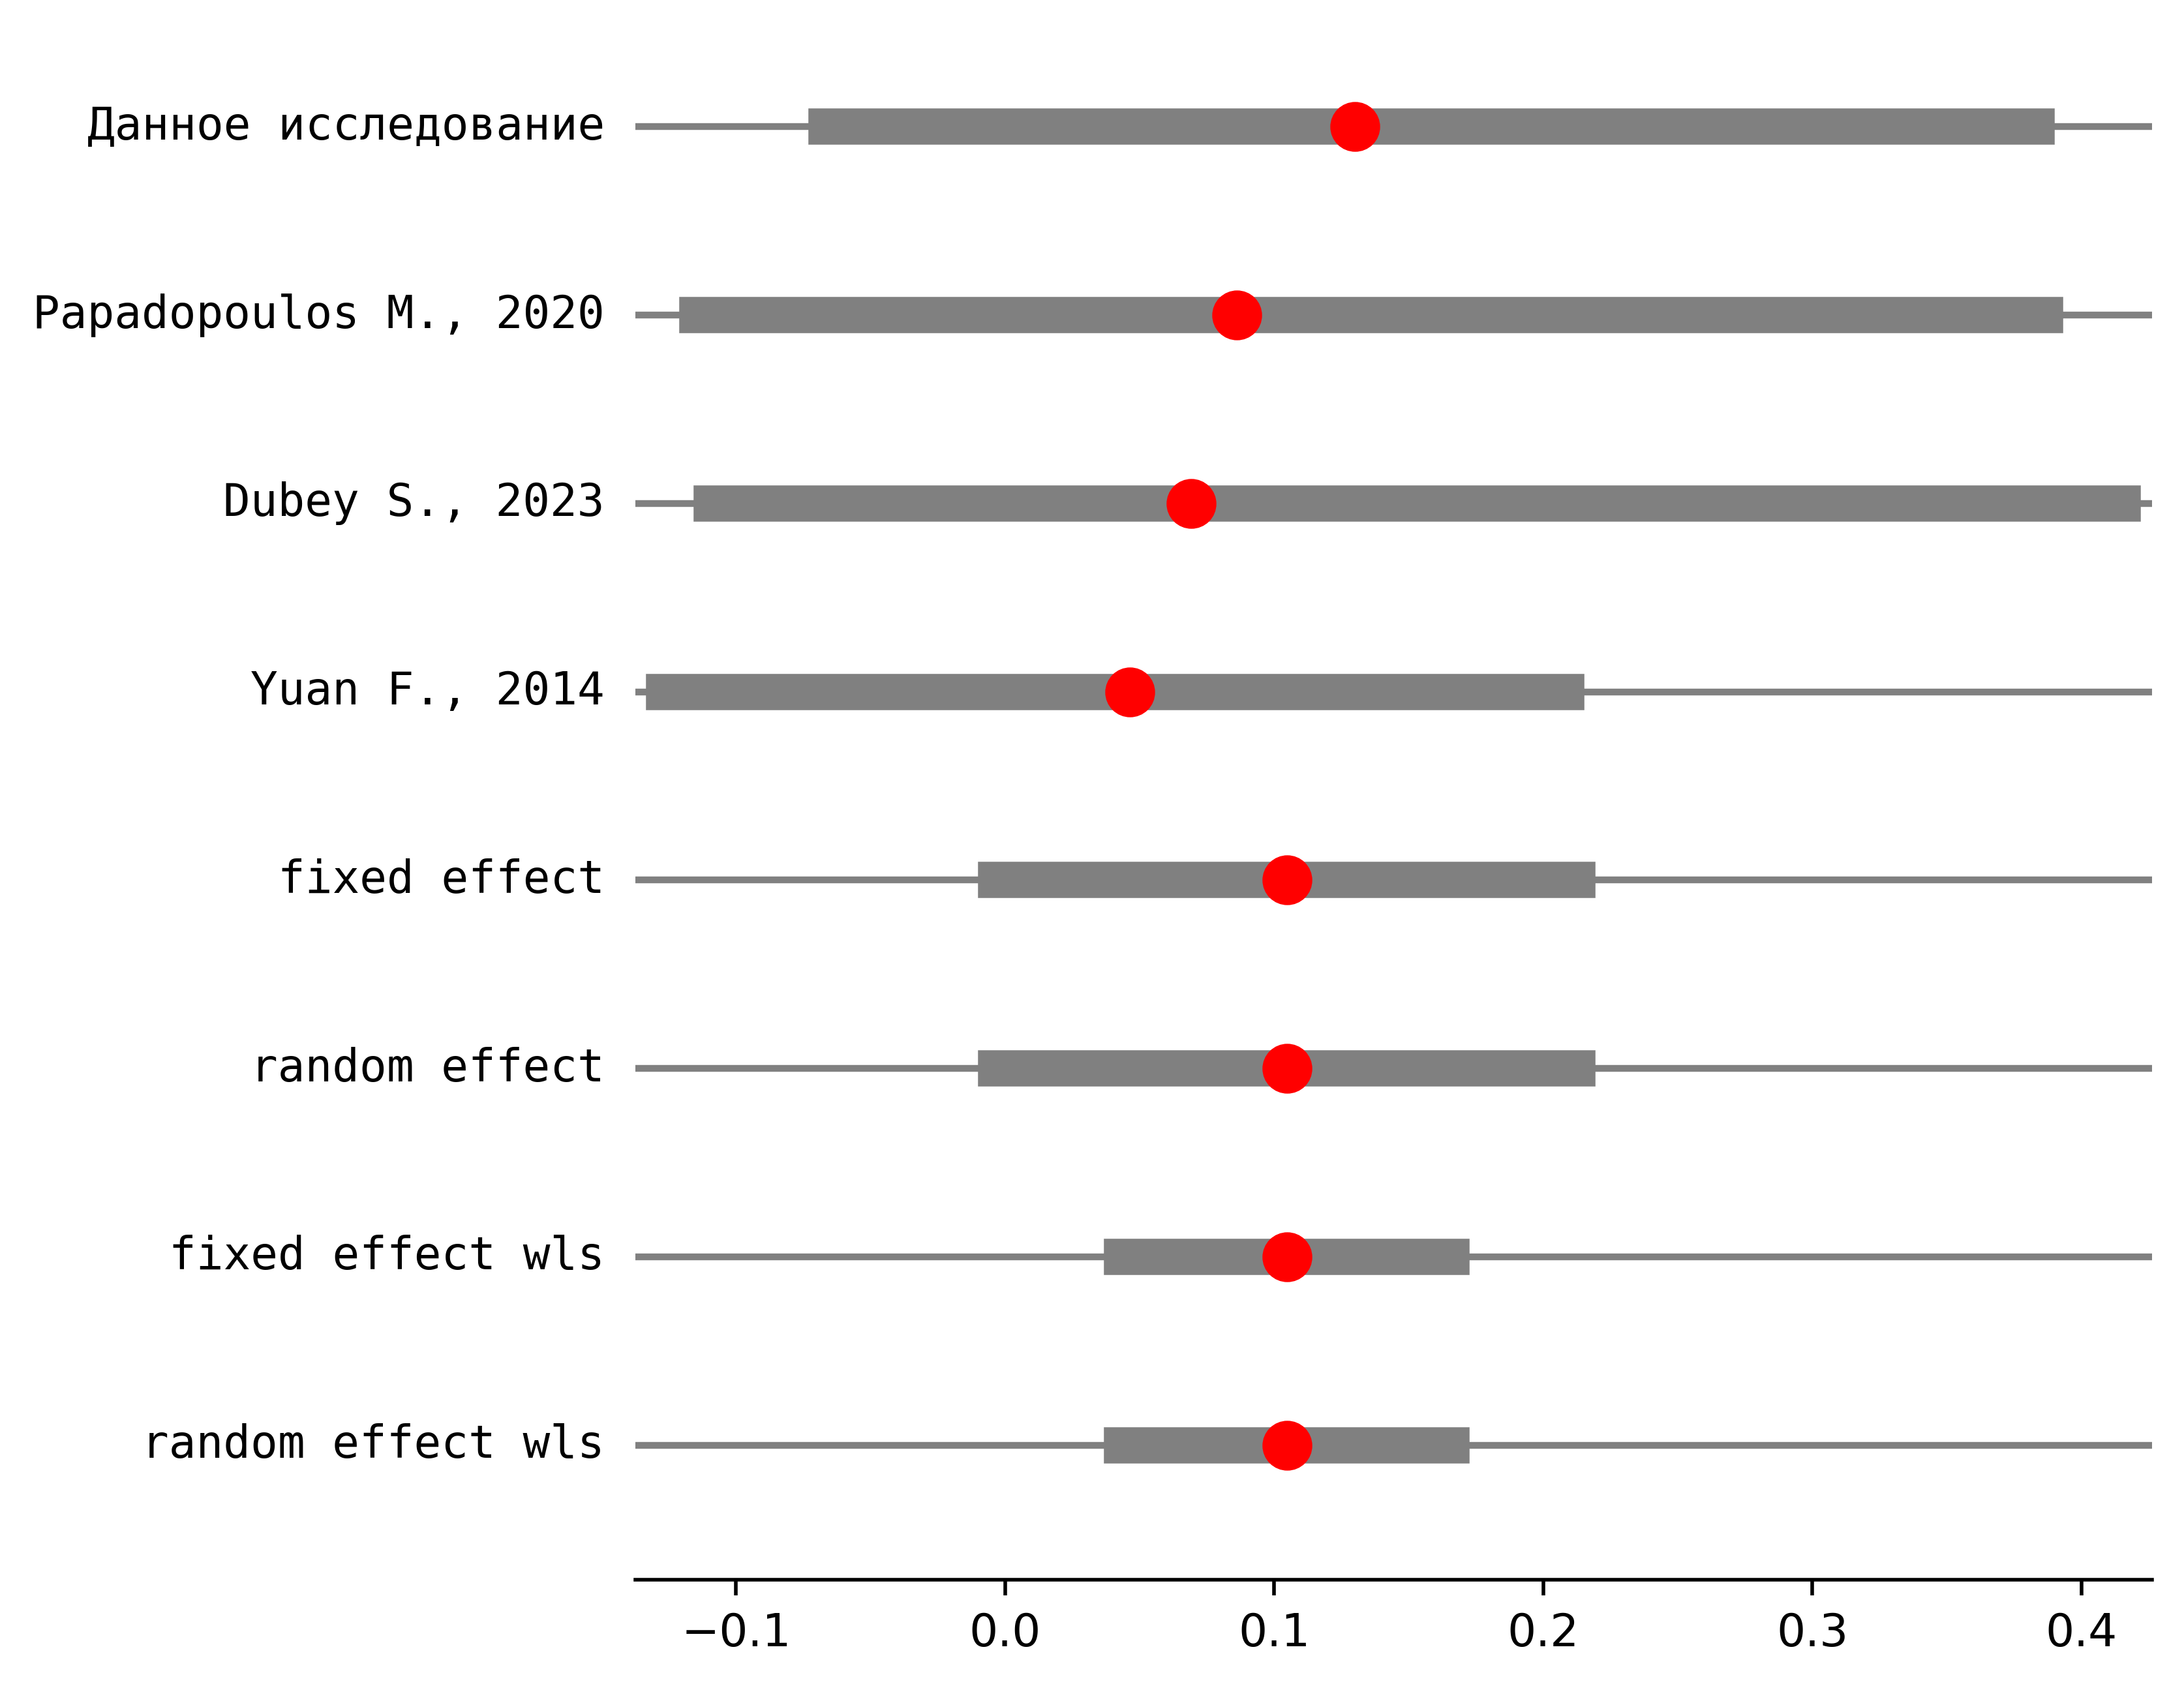 Данное исследование
Papadopoulos M., 2020
Dubey S., 2023
Yuan F., 2014
fixed effect
random effect
fixed effect wls
random effect wls
−0.1 0.0 0.1 0.2 0.3 0.4